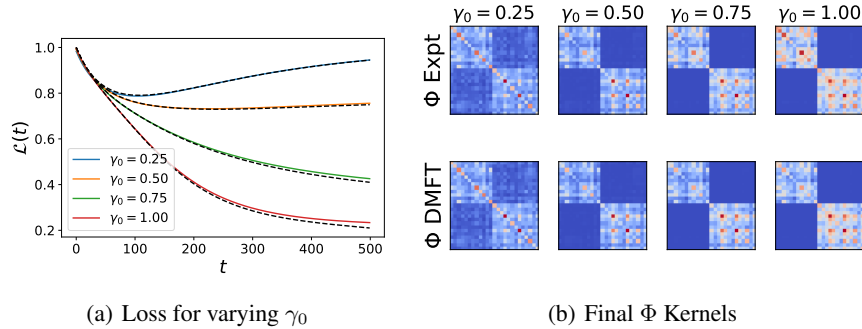 1.0
0.8
0.6
0.4
0.2
ℒ(t)
γ₀ = 0.25
γ₀ = 0.50
γ₀ = 0.75
γ₀ = 1.00
0 100 200 300 400 500
t
(a) Loss for varying γ₀
γ₀ = 0.25 γ₀ = 0.50 γ₀ = 0.75 γ₀ = 1.00
Φ Expt
Φ DMFT
(b) Final Φ Kernels